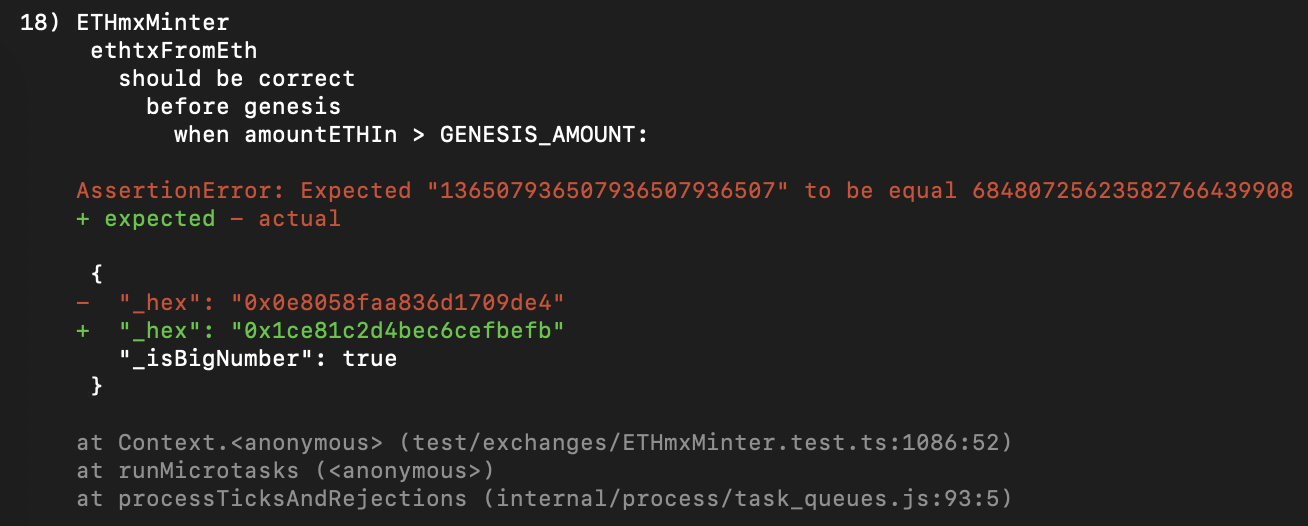 18) ETHmxMinter
ethtxFromEth
should be correct
before genesis
when amountETHIn > GENESIS_AMOUNT:
AssertionError: Expected "136507936507936507936507" to be equal 68480725623582766439908
+ expected - actual
{
-  "_hex": "0x0e8058faa836d1709de4"
+  "_hex": "0x1ce81c2d4bec6cefbefb"
"_isBigNumber": true
}
at Context.<anonymous> (test/exchanges/ETHmxMinter.test.ts:1086:52)
at runMicrotasks (<anonymous>)
at processTicksAndRejections (internal/process/task_queues.js:93:5)